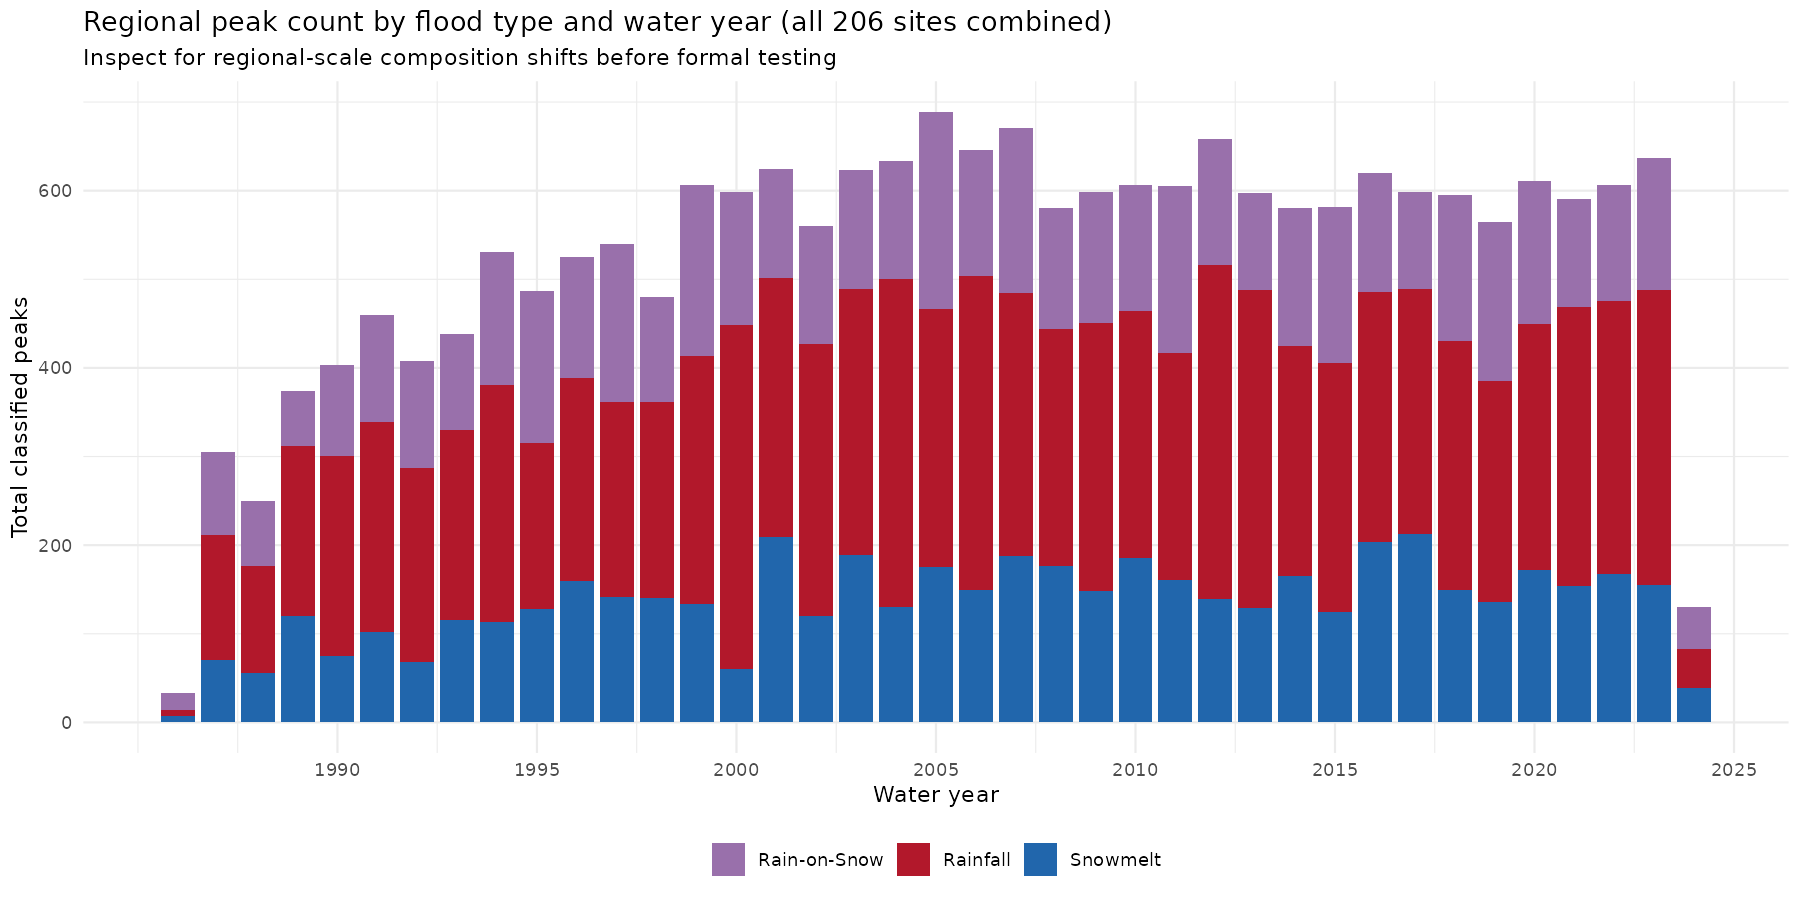 Regional peak count by flood type and water year (all 206 sites combined)
Inspect for regional-scale composition shifts before formal testing
Total classified peaks
600
400
200
0
1990 1995 2000 2005 2010 2015 2020 2025
Water year
Rain-on-Snow Rainfall Snowmelt